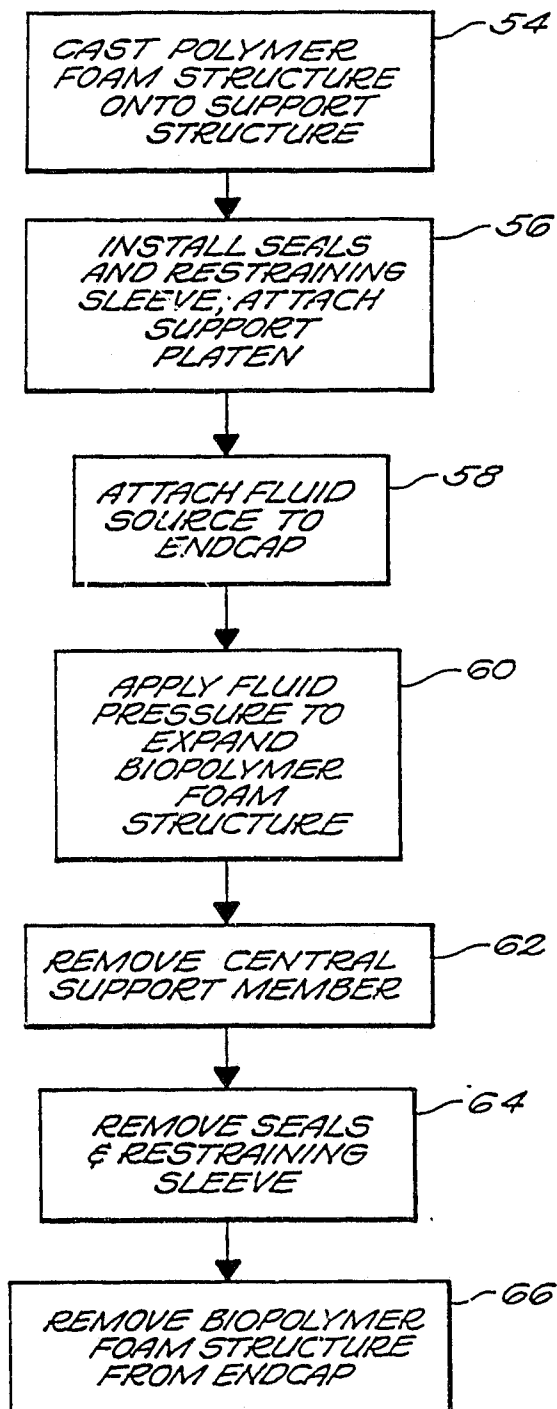 54
CAST POLYMER
FOAM STRUCTURE
ONTO SUPPORT
STRUCTURE
56
INSTALL SEALS
AND RESTRAINING
SLEEVE; ATTACH
SUPPORT
PLATEN
58
ATTACH FLUID
SOURCE TO
ENDCAP
60
APPLY FLUID
PRESSURE TO
EXPAND
BIOPOLYMER
FOAM
STRUCTURE
62
REMOVE CENTRAL
SUPPORT MEMBER
64
REMOVE SEALS
& RESTRAINING
SLEEVE
66
REMOVE BIOPOLYMER
FOAM STRUCTURE
FROM ENDCAP